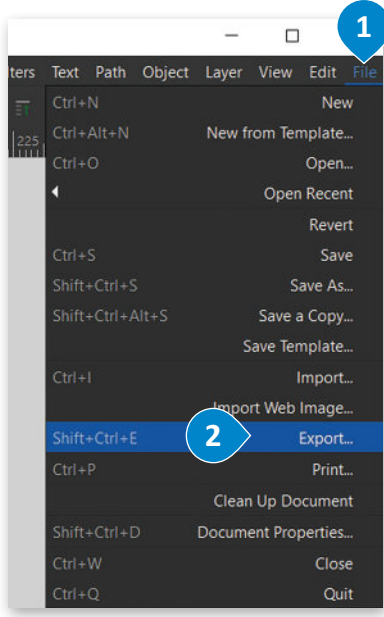 1
File Edit View Layer Object Path Text ters
225
New Ctrl+N
New from Template... Ctrl+Alt+N
Open... Ctrl+O
Open Recent
Revert
Save Ctrl+S
Save As... Shift+Ctrl+S
Save a Copy... Shift+Ctrl+Alt+S
Save Template...
Import... Ctrl+I
Import Web Image...
2
Export... Shift+Ctrl+E
Print... Ctrl+P
Clean Up Document
Document Properties... Shift+Ctrl+D
Close Ctrl+W
Quit Ctrl+Q